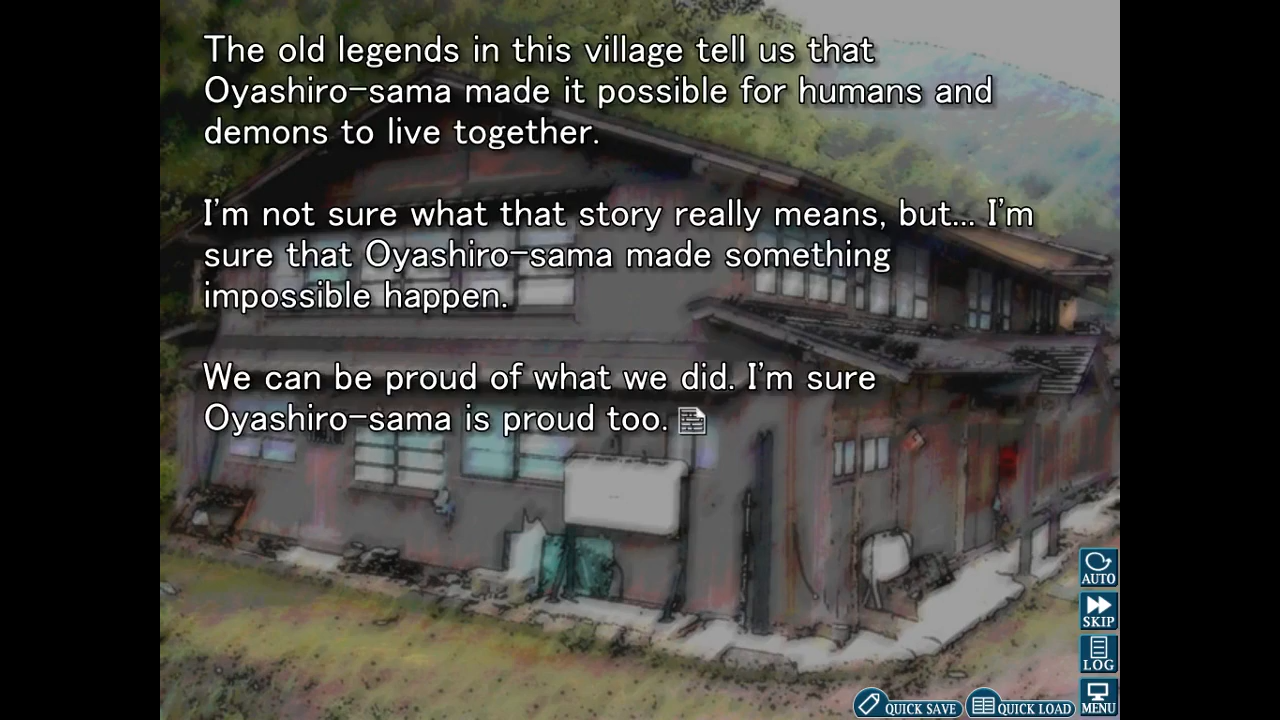 The old legends in this village tell us that
Oyashiro-sama made it possible for humans and
demons to live together.
I'm not sure what that story really means, but... I'm
sure that Oyashiro-sama made something
impossible happen.
We can be proud of what we did. I'm sure
Oyashiro-sama is proud too.
AUTO
SKIP
LOG
QUICK SAVE QUICK LOAD MENU